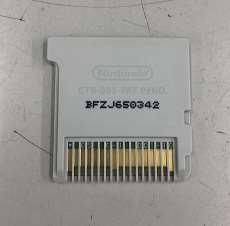 Nintendo
CTR-005 PAT.PEND.
BFZJ650342